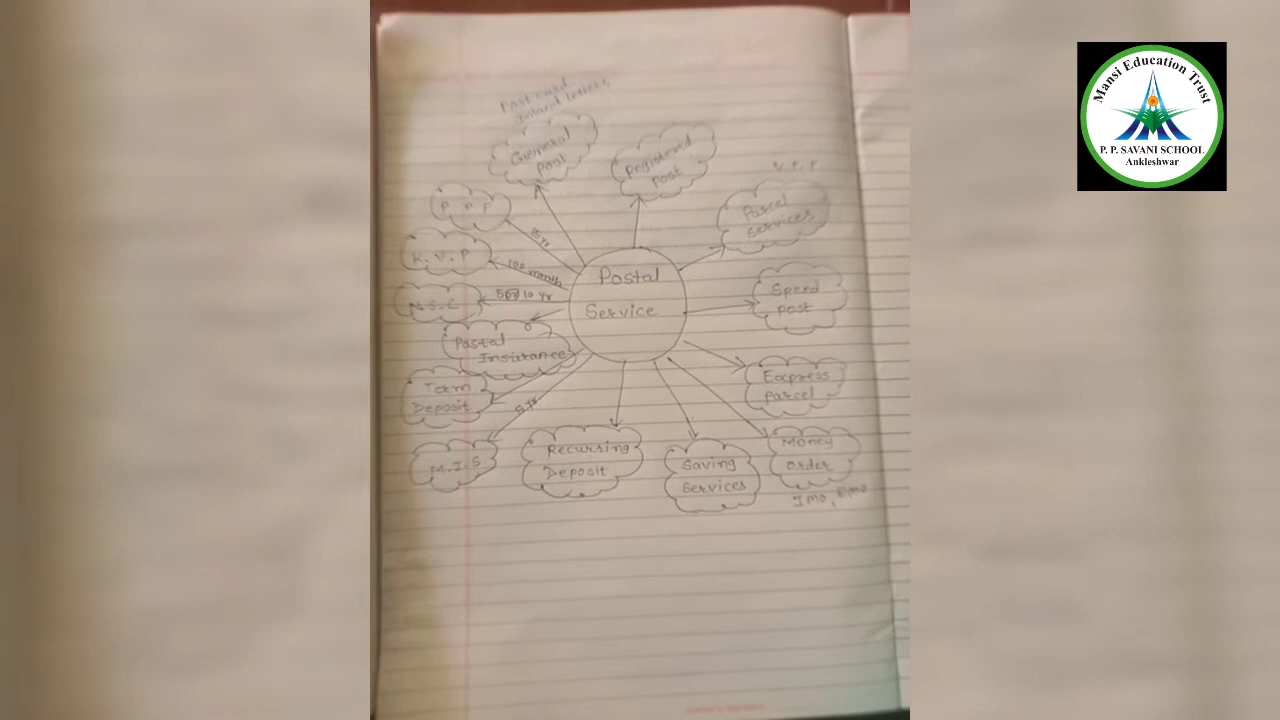 Post card
Inland letters
General
Post
Registered
Post
V.P.P
Parcel
Services
P.P.F
15 yr
K.V.P
100 month
N.S.C
5 or 10 yr
Postal
Service
Speed
post
Postal
Insurance
Express
parcel
Term
Deposit
5 yr
M.I.S
Recurring
Deposit
Saving
Services
Money
order
IMO, EMO
Mansi Education Trust
P. P. SAVANI SCHOOL
Ankleshwar